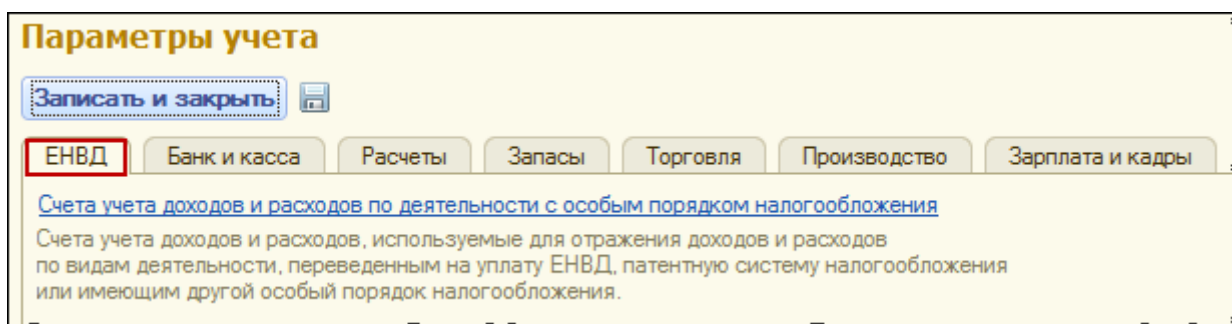 Параметры учета
Записать и закрыть
ЕНВД Банк и касса Расчеты Запасы Торговля Производство Зарплата и кадры
Счета учета доходов и расходов по деятельности с особым порядком налогообложения
Счета учета доходов и расходов, используемые для отражения доходов и расходов
по видам деятельности, переведенным на уплату ЕНВД, патентную систему налогообложения
или имеющим другой особый порядок налогообложения.